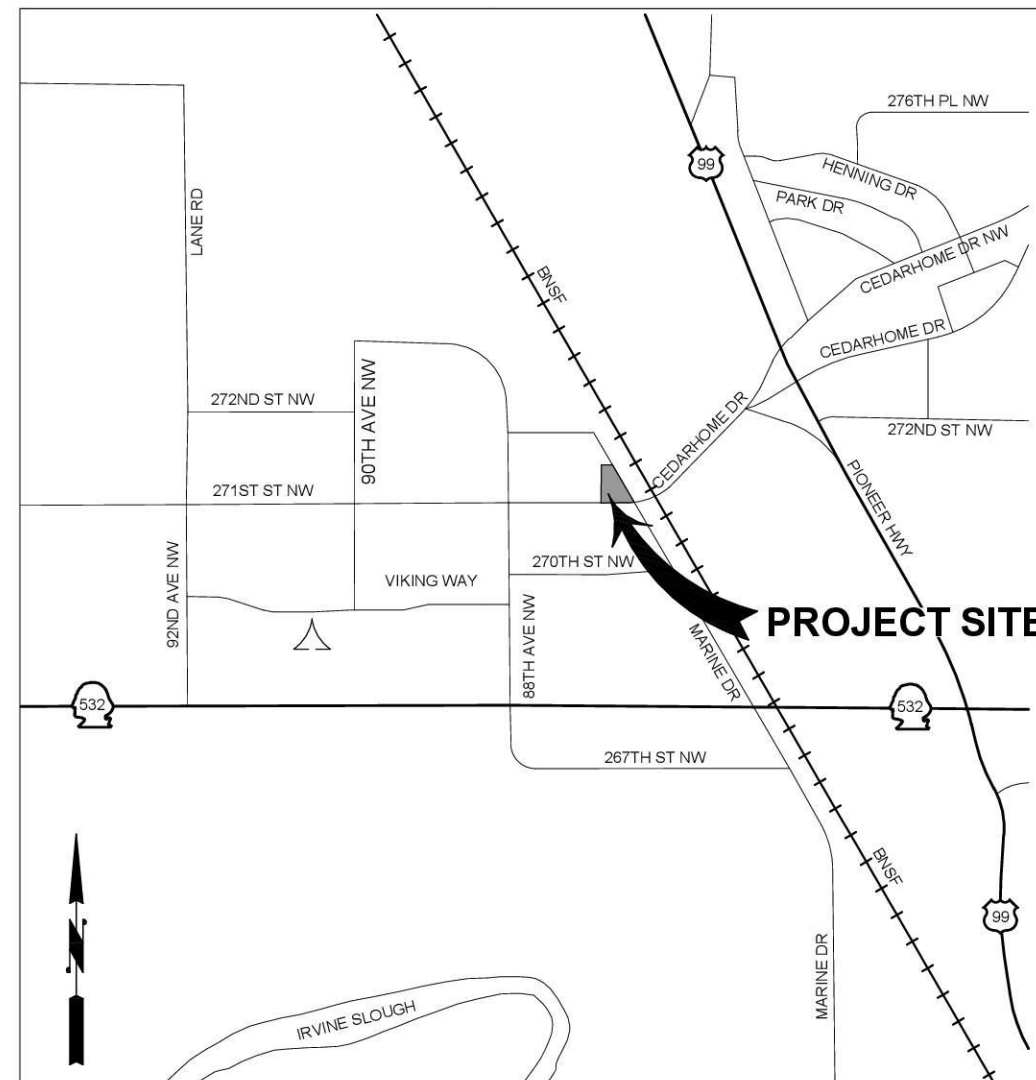 276TH PL NW
99
HENNING DR
PARK DR
LANE RD
CEDARHOME DR NW
BNSF
CEDARHOME DR
272ND ST NW
90TH AVE NW
CEDARHOME DR
272ND ST NW
271ST ST NW
PIONEER HWY
270TH ST NW
VIKING WAY
92ND AVE NW
88TH AVE NW
PROJECT SITE
MARINE DR
532
532
267TH ST NW
BNSF
99
N
MARINE DR
IRVINE SLOUGH